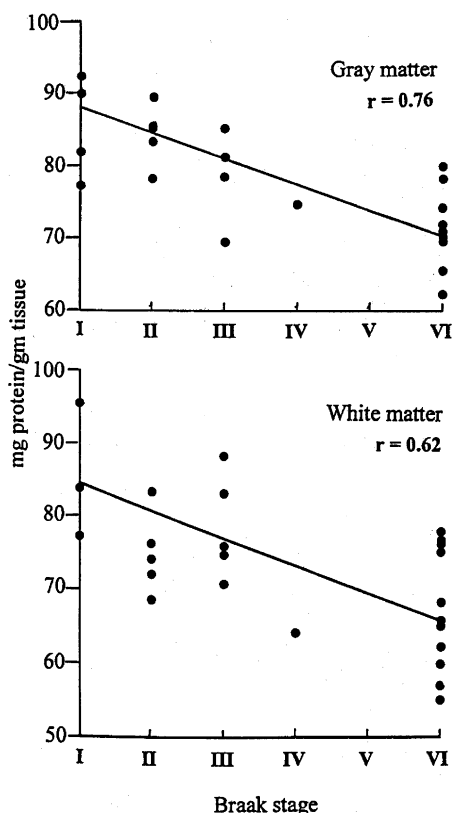 100
Gray matter
r = 0.76
90
80
70
60
I II III IV V VI
mg protein/gm tissue
100
White matter
r = 0.62
90
80
70
60
50
I II III IV V VI
Braak stage